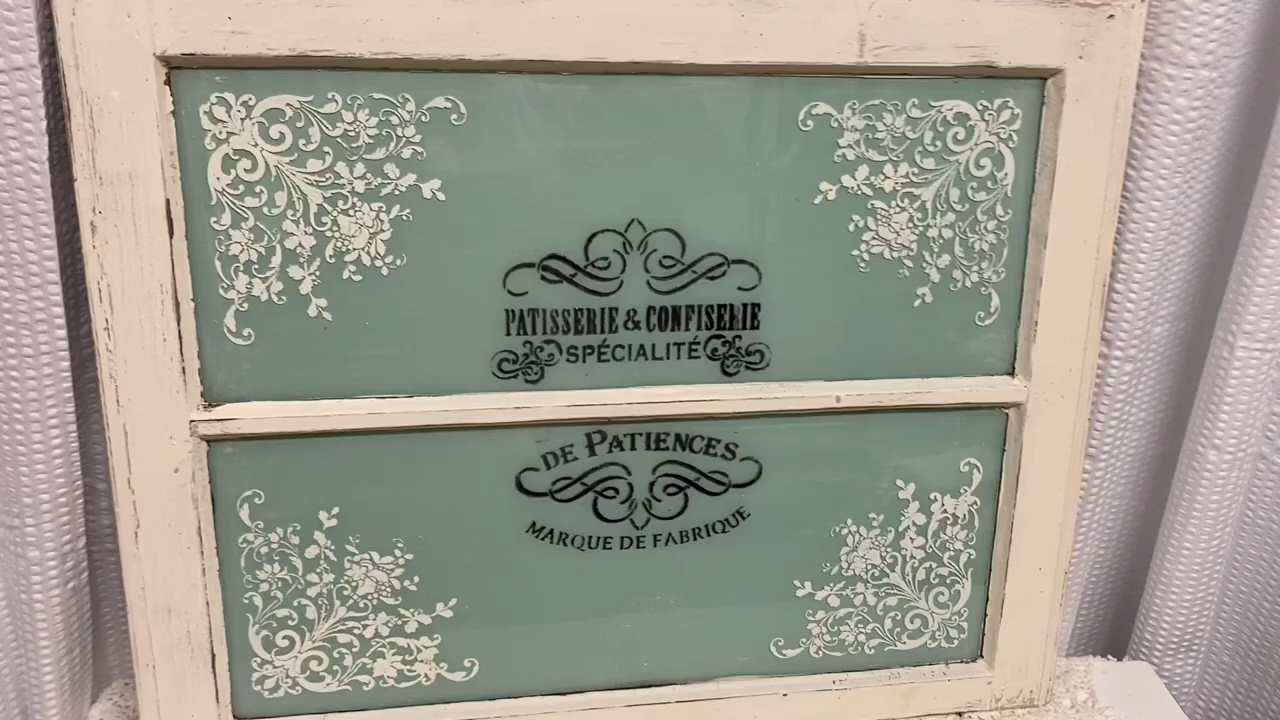 PATISSERIE & CONFISERIE
SPÉCIALITÉ
DE PATIENCES
MARQUE DE FABRIQUE